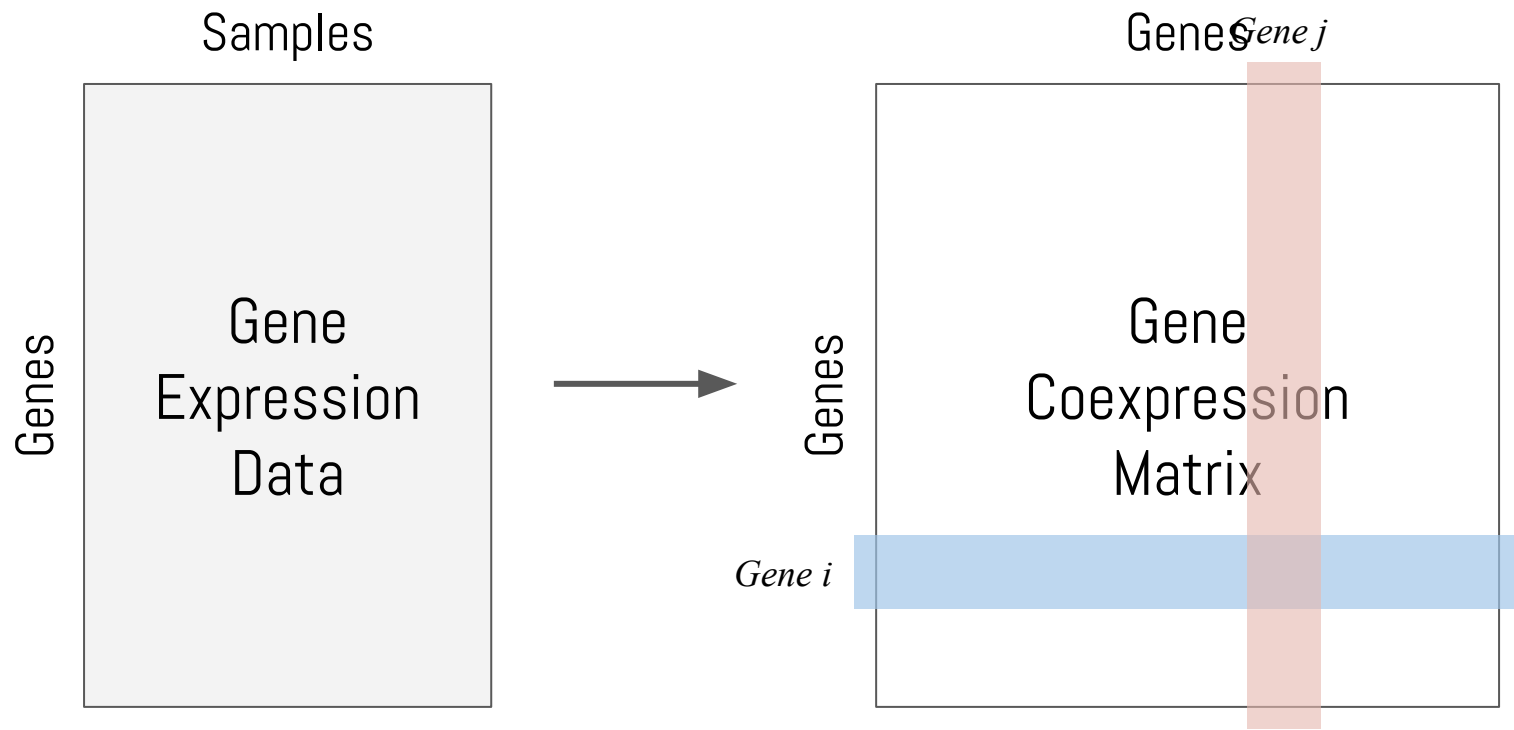 Samples
Genes
Gene
Expression
Data
Genes
Gene j
Genes
Gene
Coexpression
Matrix
Gene i